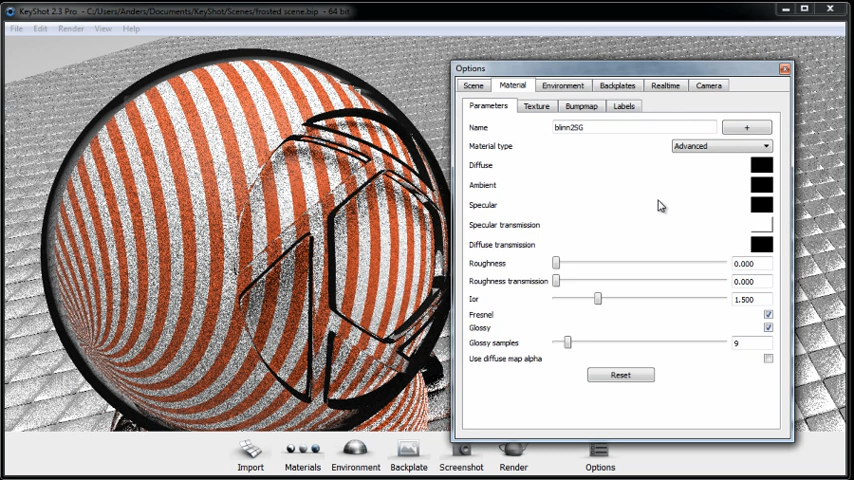 KeyShot 2.3 Pro - C:/Users/Anders/Documents/KeyShot/Scenes/frosted scene.bip - 64 bit
File Edit Render View Help
Options
Scene Material Environment Backplates Realtime Camera
Parameters Texture Bumpmap Labels
Name blinn2SG +
Material type Advanced
Diffuse
Ambient
Specular
Specular transmission
Diffuse transmission
Roughness 0.000
Roughness transmission 0.000
Ior 1.500
Fresnel
Glossy
Glossy samples 9
Use diffuse map alpha
Reset
Import Materials Environment Backplate Screenshot Render Options